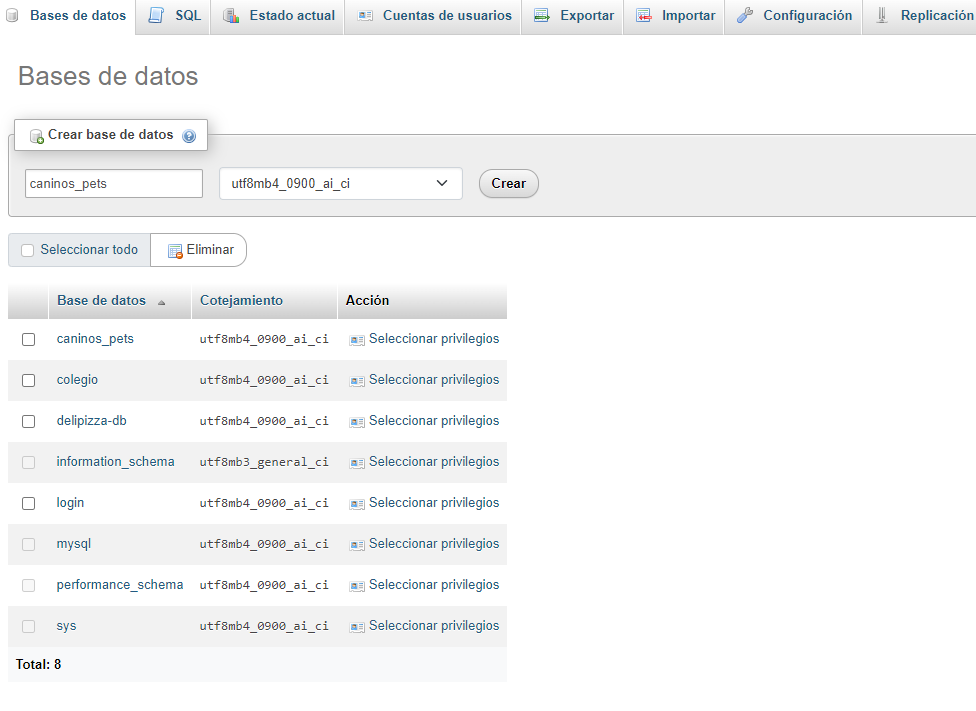 Bases de datos SQL Estado actual Cuentas de usuarios Exportar Importar Configuración Replicación
Bases de datos
Crear base de datos
caninos_pets utf8mb4_0900_ai_ci Crear
Seleccionar todo Eliminar
Base de datos Cotejamiento Acción
caninos_pets utf8mb4_0900_ai_ci Seleccionar privilegios
colegio utf8mb4_0900_ai_ci Seleccionar privilegios
delipizza-db utf8mb4_0900_ai_ci Seleccionar privilegios
information_schema utf8mb3_general_ci Seleccionar privilegios
login utf8mb4_0900_ai_ci Seleccionar privilegios
mysql utf8mb4_0900_ai_ci Seleccionar privilegios
performance_schema utf8mb4_0900_ai_ci Seleccionar privilegios
sys utf8mb4_0900_ai_ci Seleccionar privilegios
Total: 8